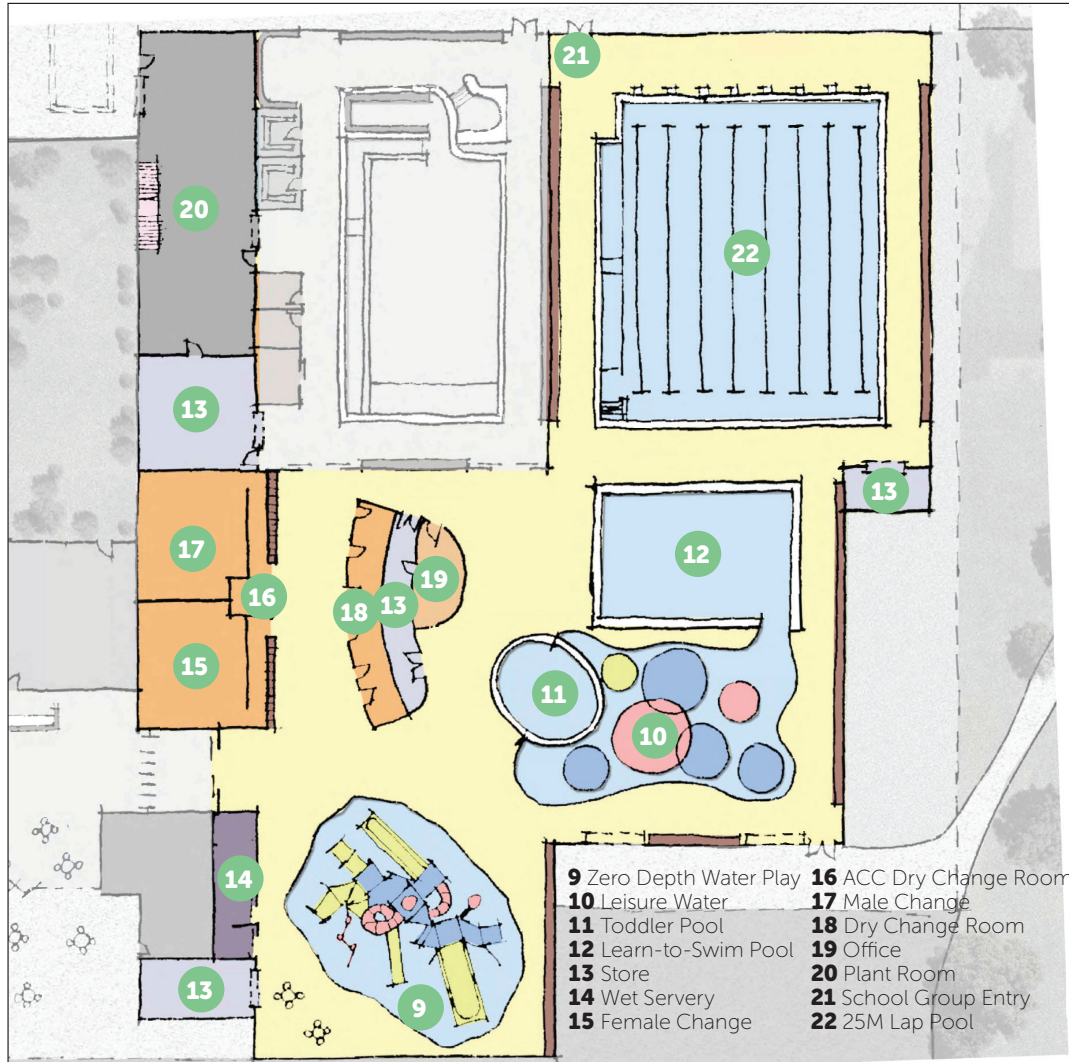 21
20
22
13
13
17
12
19
16
18
13
15
11
10
14
13
9
9 Zero Depth Water Play
10 Leisure Water
11 Toddler Pool
12 Learn-to-Swim Pool
13 Store
14 Wet Servery
15 Female Change
16 ACC Dry Change Room
17 Male Change
18 Dry Change Room
19 Office
20 Plant Room
21 School Group Entry
22 25M Lap Pool